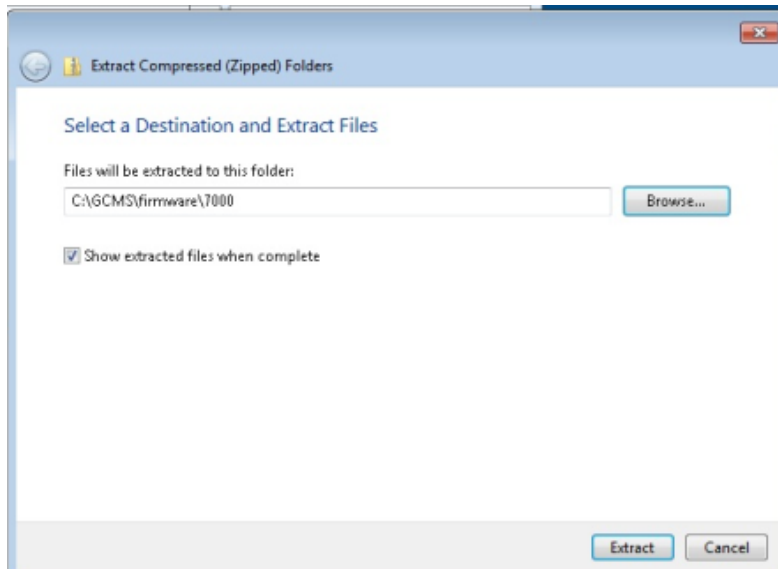 Extract Compressed (Zipped) Folders
Select a Destination and Extract Files
Files will be extracted to this folder:
C:\GCMS\firmware\7000
Browse...
Show extracted files when complete
Extract
Cancel